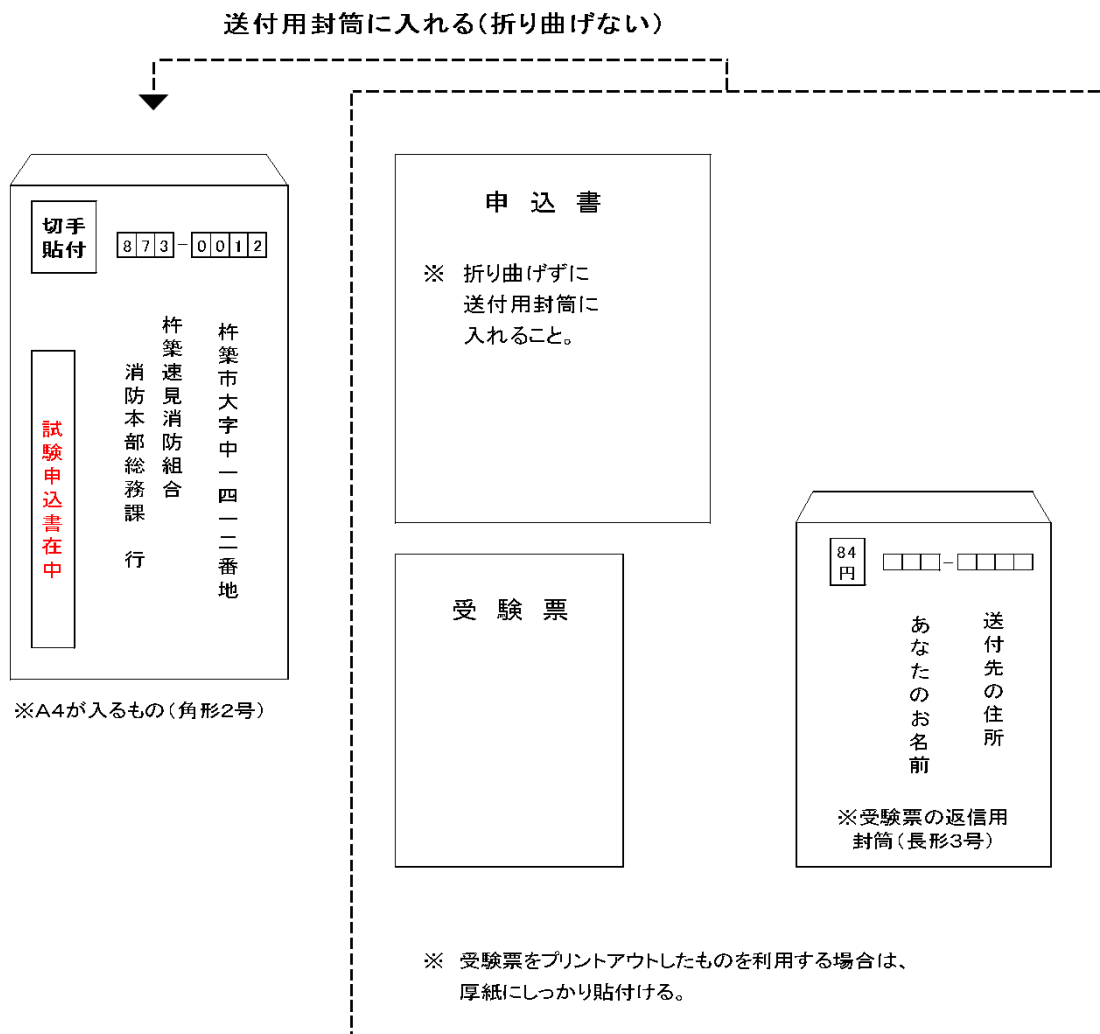 送付用封筒に入れる(折り曲げない)
切手
貼付
873-0012
杵築市大字中一四一二番地
杵築速見消防組合
消防本部総務課 行
試験申込書在中
※A4が入るもの(角形2号)
申込書
※ 折り曲げずに
送付用封筒に
入れること。
受験票
84
円
送付先の住所
あなたのお名前
※受験票の返信用
封筒(長形3号)
※ 受験票をプリントアウトしたものを利用する場合は、
厚紙にしっかり貼付ける。